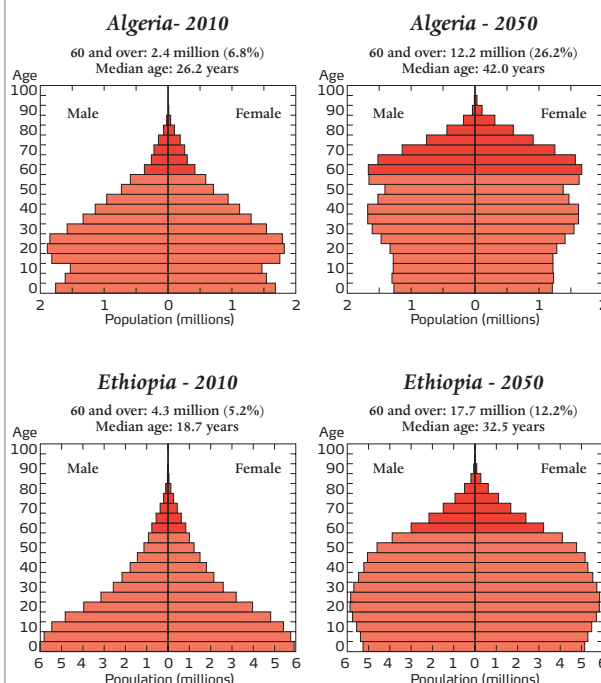 Algeria- 2010
60 and over: 2.4 million (6.8%)
Median age: 26.2 years
Age
100
90
80
70
60
50
40
30
20
10
0
Male
Female
2 1 0 1 2
Population (millions)
Algeria - 2050
60 and over: 12.2 million (26.2%)
Median age: 42.0 years
100
90
80
70
60
50
40
30
20
10
0
Male
Female
2 1 0 1 2
Population (millions)
Ethiopia - 2010
60 and over: 4.3 million (5.2%)
Median age: 18.7 years
Age
100
90
80
70
60
50
40
30
20
10
0
Male
Female
6 5 4 3 2 1 0 1 2 3 4 5 6
Population (millions)
Ethiopia - 2050
60 and over: 17.7 million (12.2%)
Median age: 32.5 years
Age
100
90
80
70
60
50
40
30
20
10
0
Male
Female
6 5 4 3 2 1 0 1 2 3 4 5 6
Population (millions)